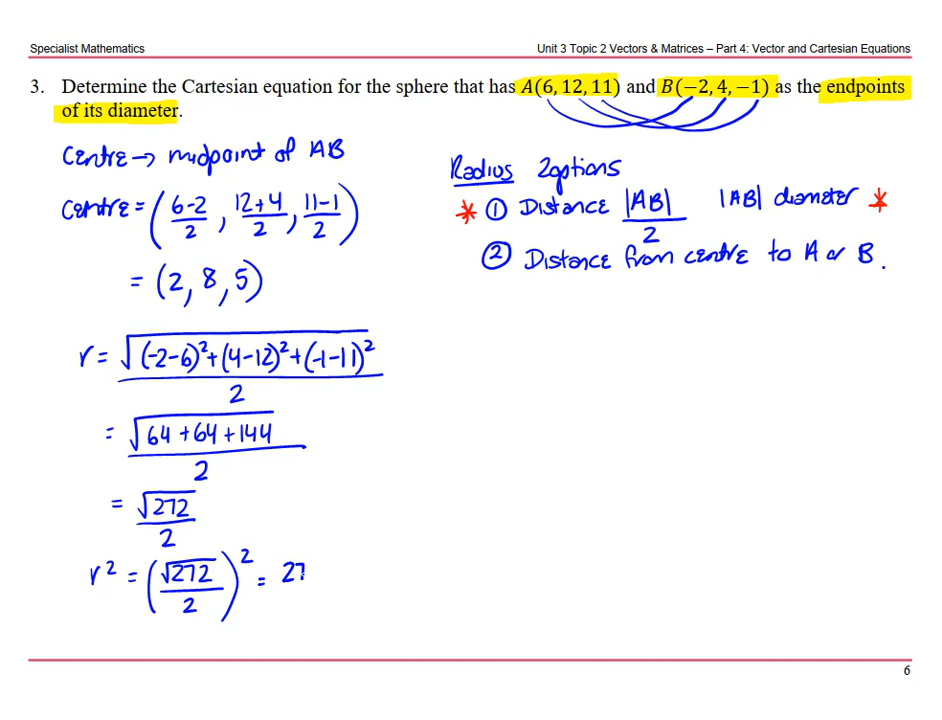 Specialist Mathematics
Unit 3 Topic 2 Vectors & Matrices – Part 4: Vector and Cartesian Equations
3. Determine the Cartesian equation for the sphere that has A(6, 12, 11) and B(−2, 4, −1) as the endpoints
of its diameter.
Centre → midpoint of AB
Centre = (6-2/2, 12+4/2, 11-1/2)
= (2, 8, 5)
Radius 2options
* ① Distance |AB|/2 |AB| diameter *
② Distance from centre to A or B.
r = √((-2-6)²+(4-12)²+(-1-11)²)/2
= √(64+64+144)/2
= √272/2
r² = (√272/2)² = 27
6